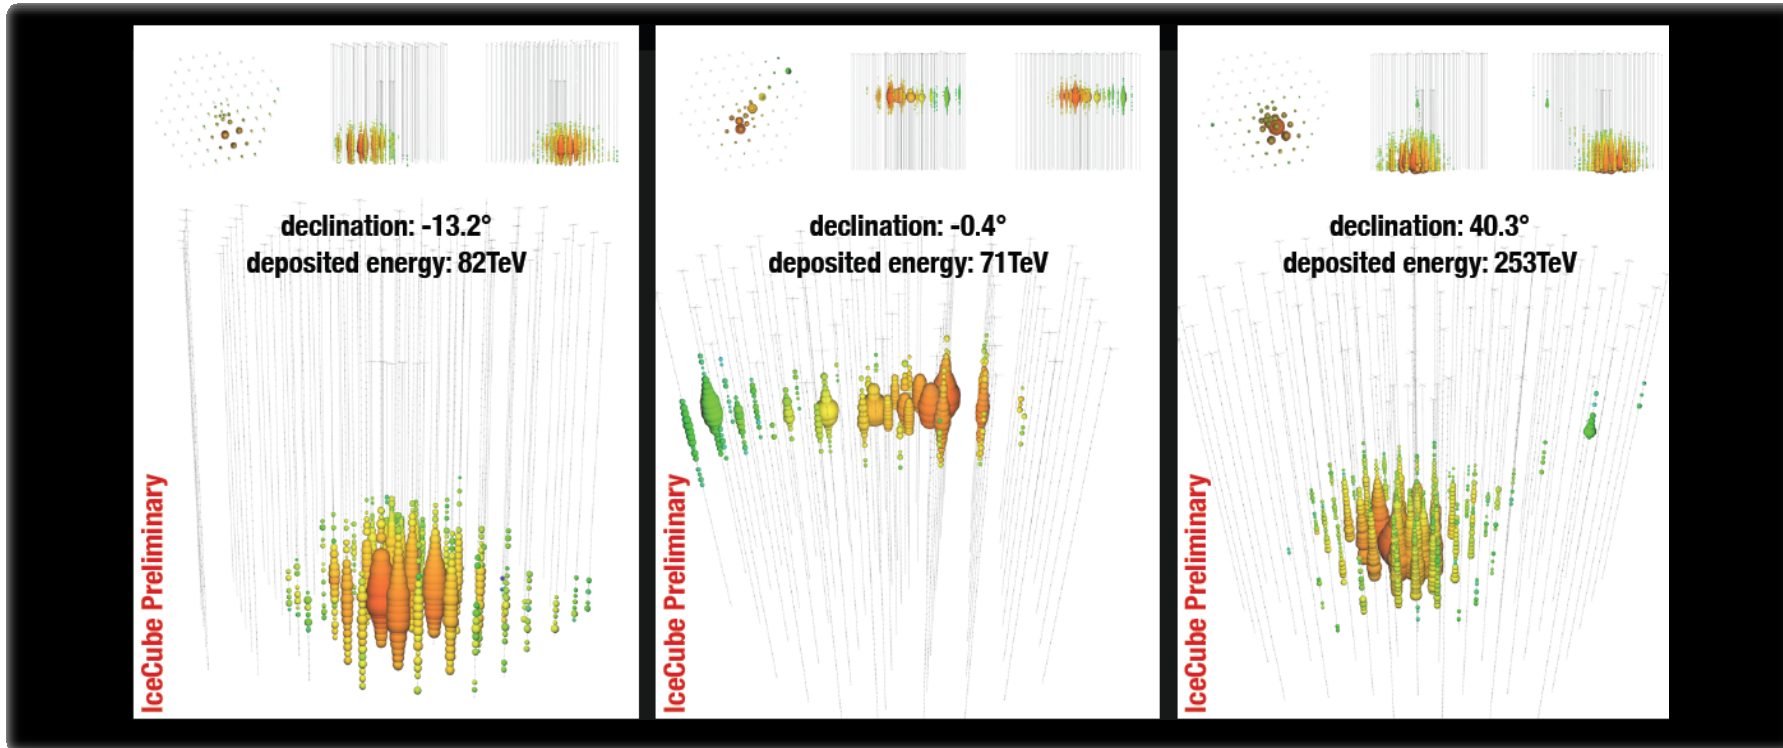 declination: -13.2°
deposited energy: 82TeV
IceCube Preliminary
declination: -0.4°
deposited energy: 71TeV
IceCube Preliminary
declination: 40.3°
deposited energy: 253TeV
IceCube Preliminary